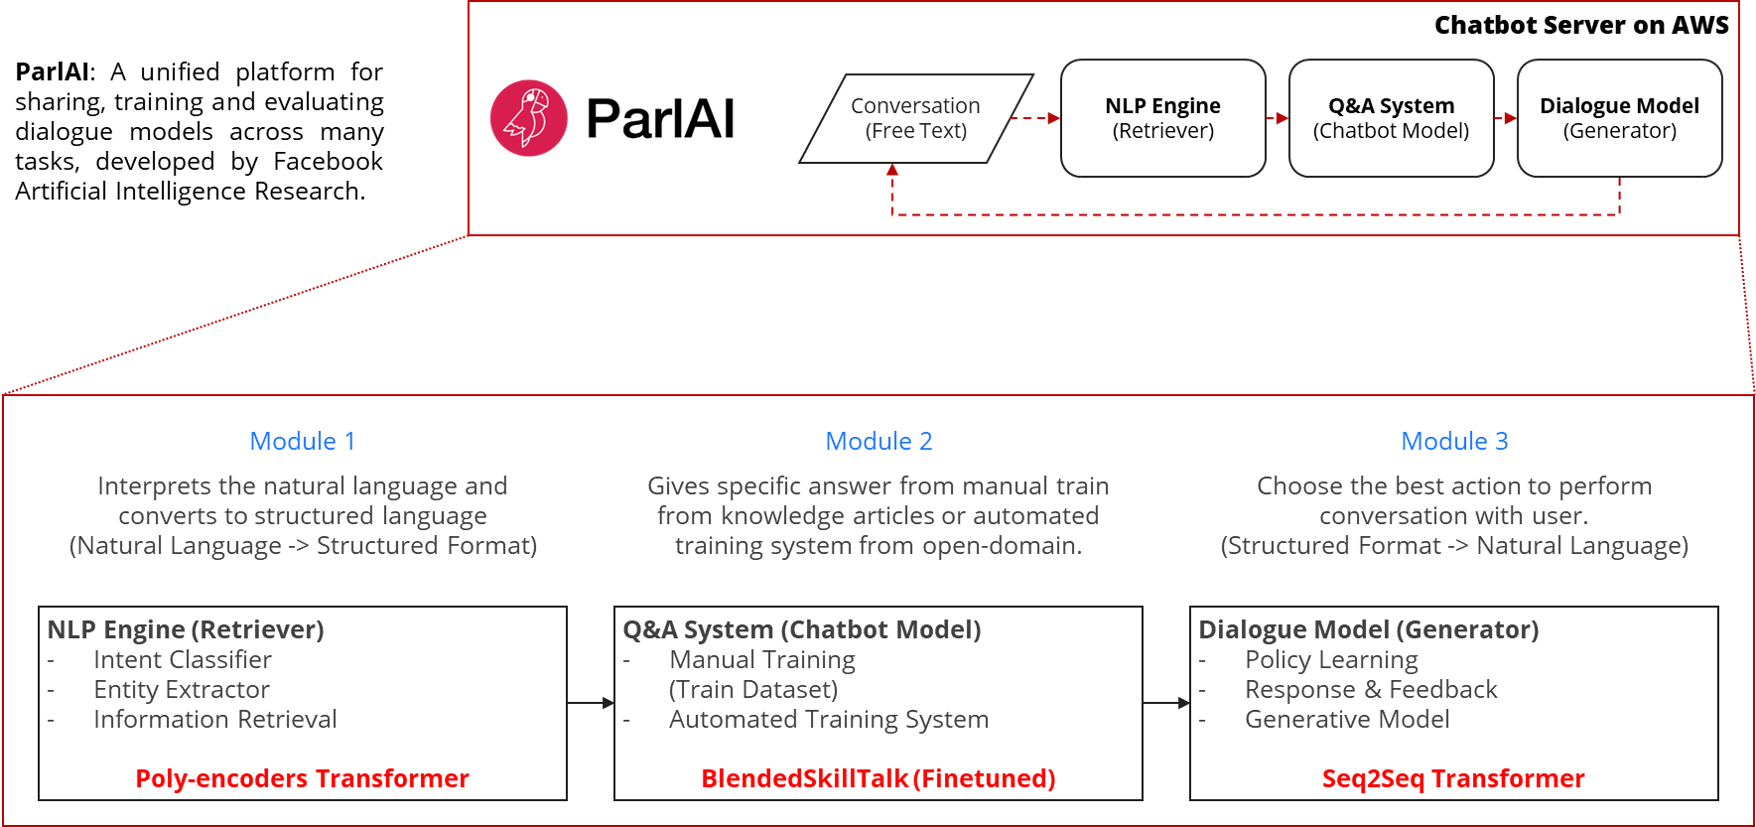 Chatbot Server on AWS
ParlAI: A unified platform for
sharing, training and evaluating
dialogue models across many
tasks, developed by Facebook
Artificial Intelligence Research.
ParlAI
Conversation
(Free Text)
NLP Engine
(Retriever)
Q&A System
(Chatbot Model)
Dialogue Model
(Generator)
Module 1
Interprets the natural language and
converts to structured language
(Natural Language -> Structured Format)
NLP Engine (Retriever)
- Intent Classifier
- Entity Extractor
- Information Retrieval
Poly-encoders Transformer
Module 2
Gives specific answer from manual train
from knowledge articles or automated
training system from open-domain.
Q&A System (Chatbot Model)
- Manual Training
(Train Dataset)
- Automated Training System
BlendedSkillTalk (Finetuned)
Module 3
Choose the best action to perform
conversation with user.
(Structured Format -> Natural Language)
Dialogue Model (Generator)
- Policy Learning
- Response & Feedback
- Generative Model
Seq2Seq Transformer